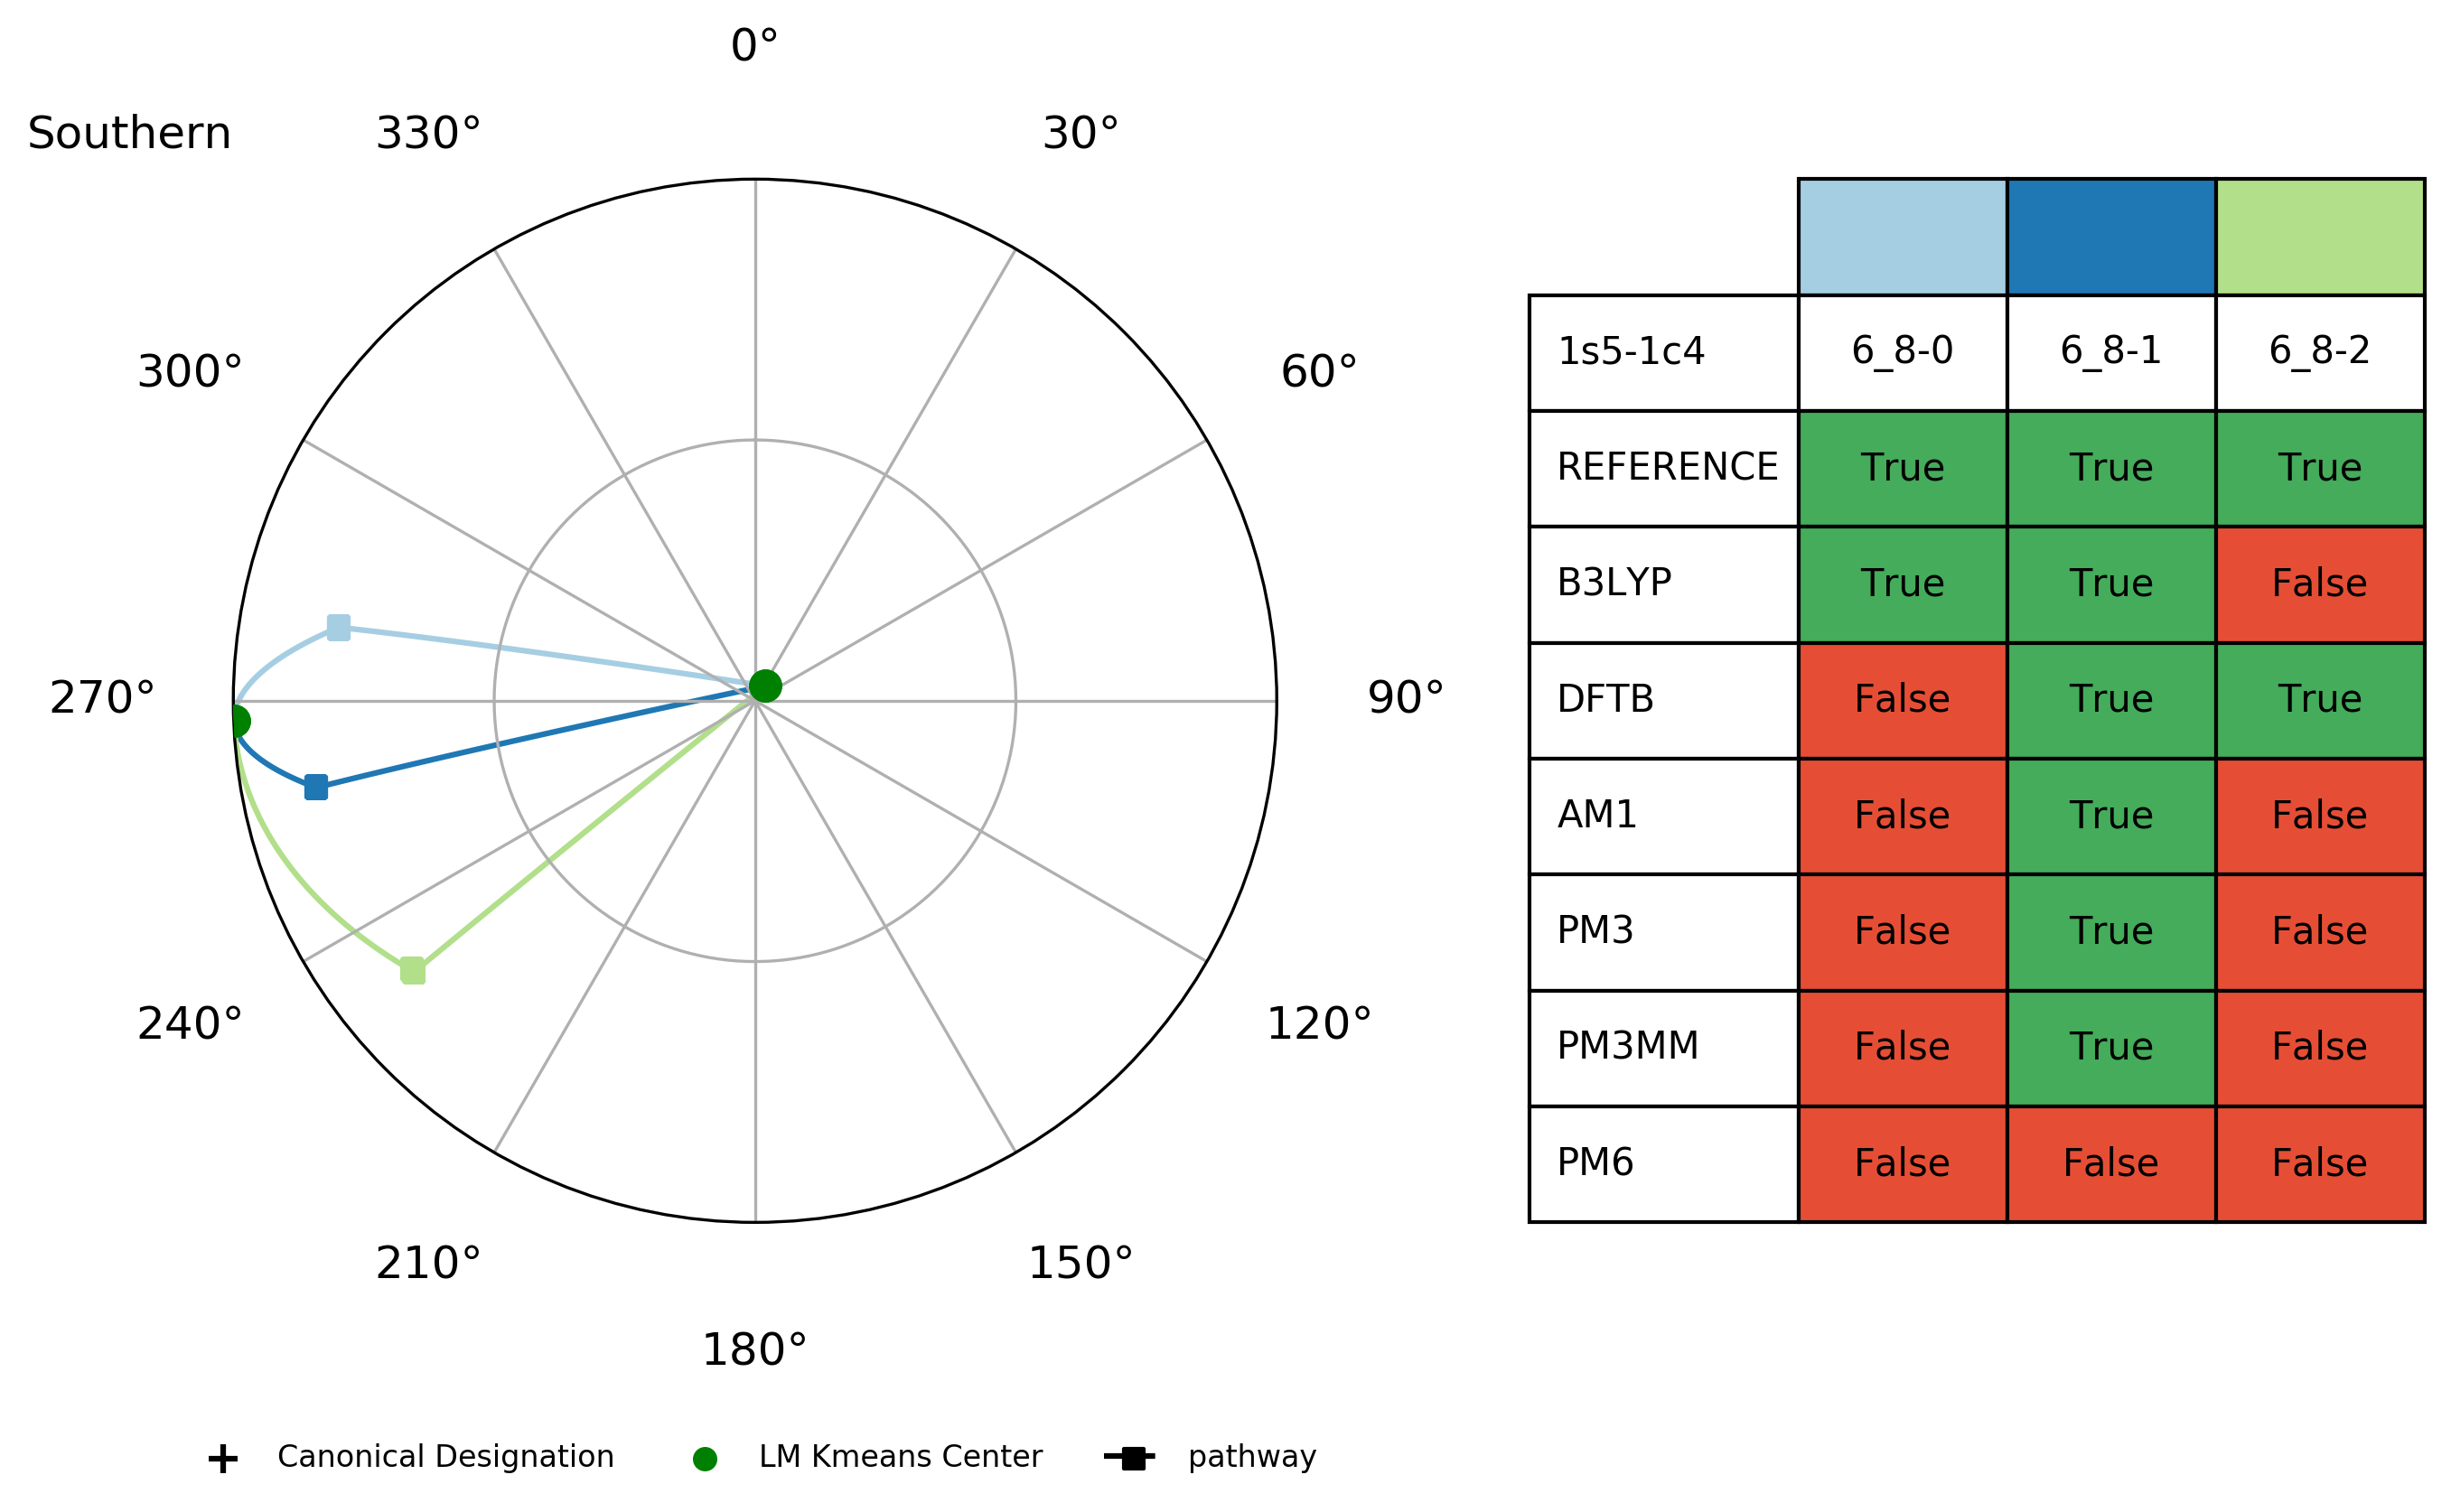 0°
Southern
330°
30°
300°
60°
270°
90°
240°
120°
210°
150°
180°
1s5-1c4 6_8-0 6_8-1 6_8-2
REFERENCE True True True
B3LYP True True False
DFTB False True True
AM1 False True False
PM3 False True False
PM3MM False True False
PM6 False False False
Canonical Designation LM Kmeans Center pathway